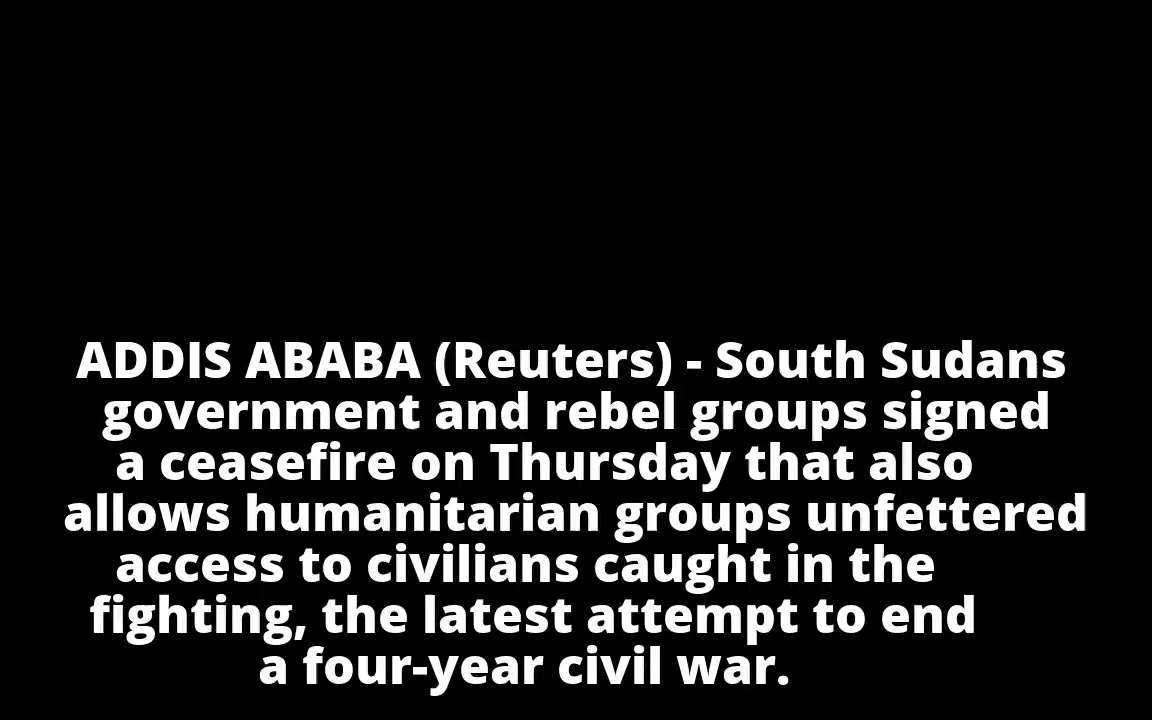 ADDIS ABABA (Reuters) - South Sudans
government and rebel groups signed
a ceasefire on Thursday that also
allows humanitarian groups unfettered
access to civilians caught in the
fighting, the latest attempt to end
a four-year civil war.